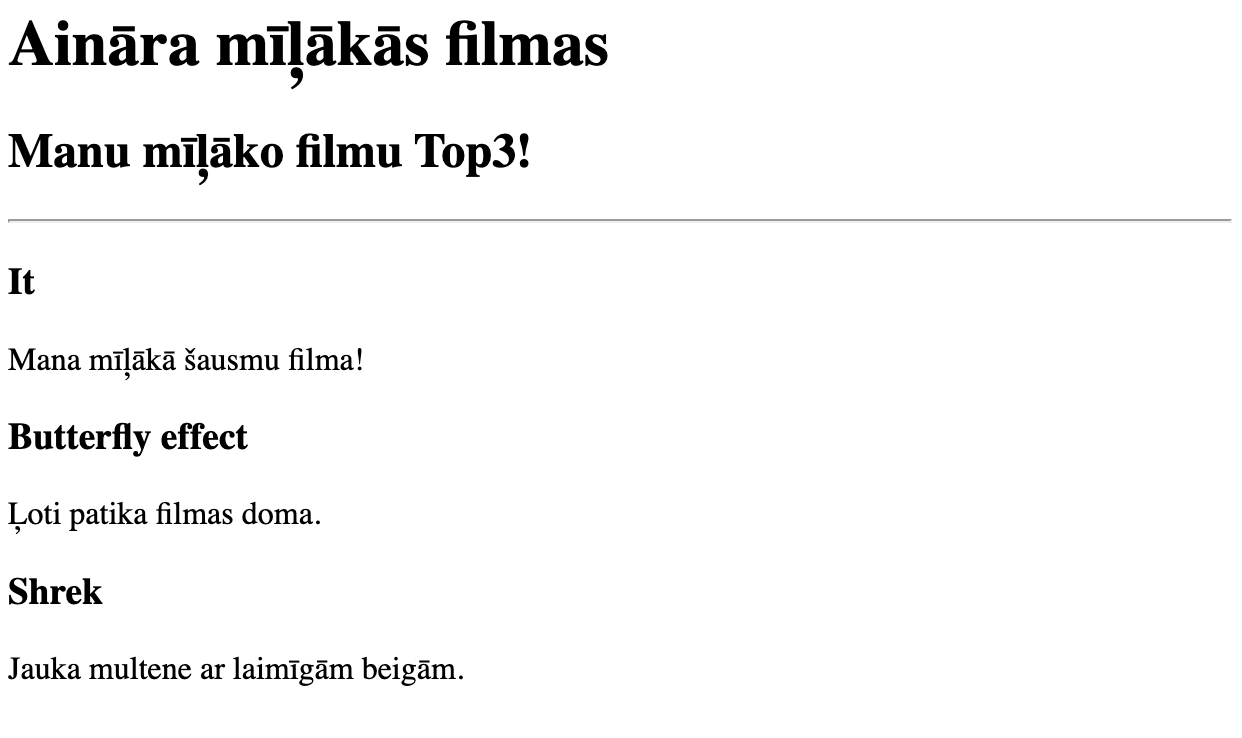 Aināra mīļākās filmas
Manu mīļāko filmu Top3!
It
Mana mīļākā šausmu filma!
Butterfly effect
Ļoti patika filmas doma.
Shrek
Jauka multene ar laimīgām beigām.